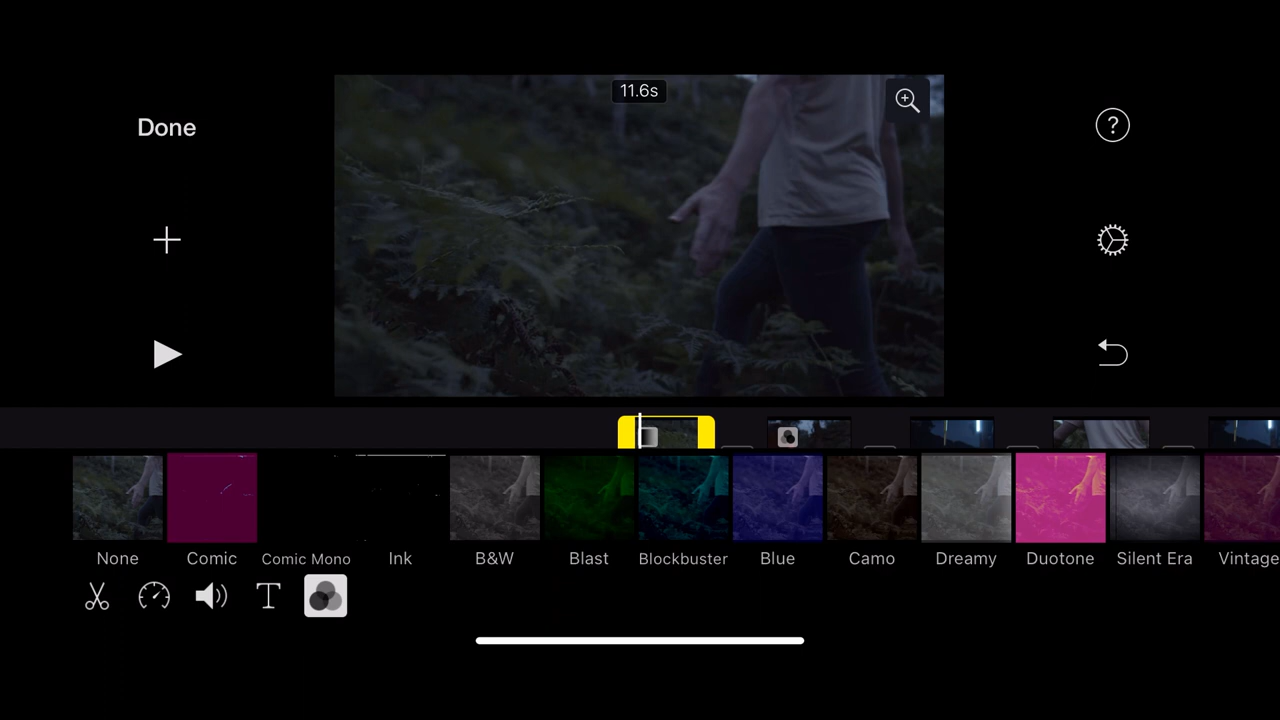 11.6s
Done
?
None
Comic
Comic Mono
Ink
B&W
Blast
Blockbuster
Blue
Camo
Dreamy
Duotone
Silent Era
Vintage
T